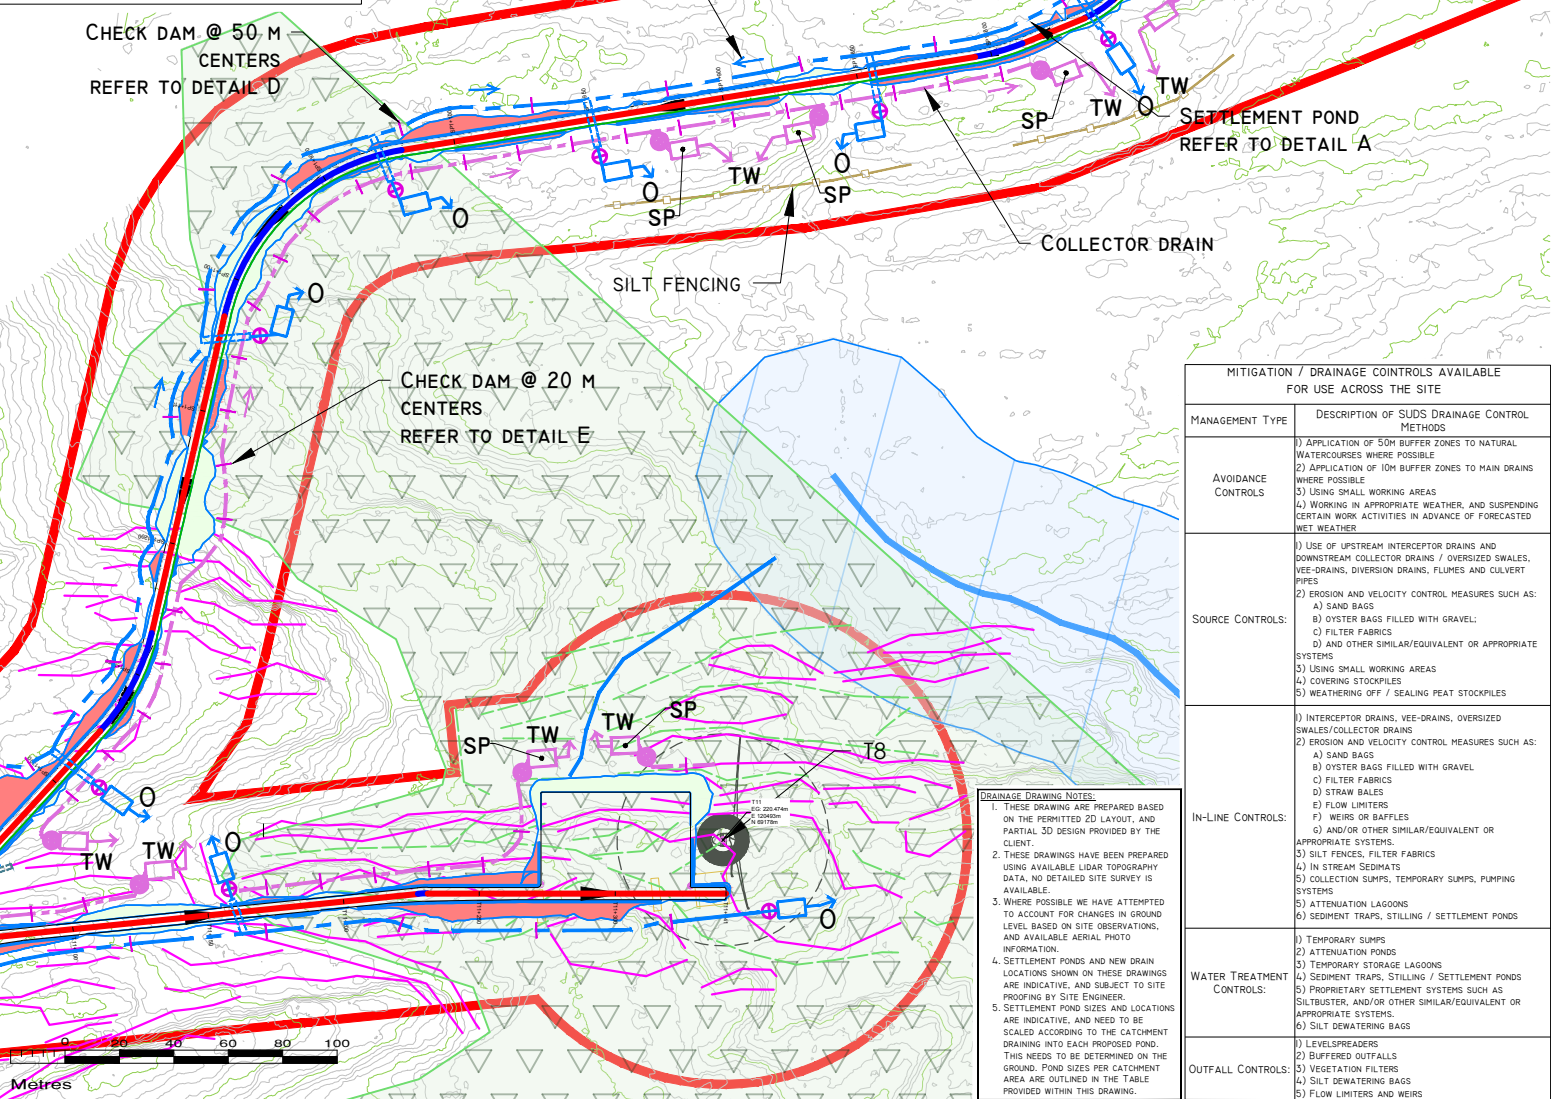 CHECK DAM @ 50 M
CENTERS
REFER TO DETAIL D
TW
TW
O
SP
SETTLEMENT POND
REFER TO DETAIL A
O
TW
O
SP
SP
O
COLLECTOR DRAIN
SILT FENCING
O
CHECK DAM @ 20 M
CENTERS
REFER TO DETAIL E
SP
TW
TW
SP
T8
T11
EG: 220.474m
E 120493m
N 69178m
O
TW
TW
O
O
0 20 40 60 80 100
Metres
DRAINAGE DRAWING NOTES:
1. THESE DRAWING ARE PREPARED BASED
ON THE PERMITTED 2D LAYOUT, AND
PARTIAL 3D DESIGN PROVIDED BY THE
CLIENT.
2. THESE DRAWINGS HAVE BEEN PREPARED
USING AVAILABLE LIDAR TOPOGRAPHY
DATA, NO DETAILED SITE SURVEY IS
AVAILABLE.
3. WHERE POSSIBLE WE HAVE ATTEMPTED
TO ACCOUNT FOR CHANGES IN GROUND
LEVEL BASED ON SITE OBSERVATIONS,
AND AVAILABLE AERIAL PHOTO
INFORMATION.
4. SETTLEMENT PONDS AND NEW DRAIN
LOCATIONS SHOWN ON THESE DRAWINGS
ARE INDICATIVE, AND SUBJECT TO SITE
PROOFING BY SITE ENGINEER.
5. SETTLEMENT POND SIZES AND LOCATIONS
ARE INDICATIVE, AND NEED TO BE
SCALED ACCORDING TO THE CATCHMENT
DRAINING INTO EACH PROPOSED POND.
THIS NEEDS TO BE DETERMINED ON THE
GROUND. POND SIZES PER CATCHMENT
AREA ARE OUTLINED IN THE TABLE
PROVIDED WITHIN THIS DRAWING.
MITIGATION / DRAINAGE COINTROLS AVAILABLE
FOR USE ACROSS THE SITE
MANAGEMENT TYPE
DESCRIPTION OF SUDS DRAINAGE CONTROL
METHODS
AVOIDANCE
CONTROLS
1) APPLICATION OF 50M BUFFER ZONES TO NATURAL
WATERCOURSES WHERE POSSIBLE
2) APPLICATION OF 10M BUFFER ZONES TO MAIN DRAINS
WHERE POSSIBLE
3) USING SMALL WORKING AREAS
4) WORKING IN APPROPRIATE WEATHER, AND SUSPENDING
CERTAIN WORK ACTIVITIES IN ADVANCE OF FORECASTED
WET WEATHER
SOURCE CONTROLS:
1) USE OF UPSTREAM INTERCEPTOR DRAINS AND
DOWNSTREAM COLLECTOR DRAINS / OVERSIZED SWALES,
VEE-DRAINS, DIVERSION DRAINS, FLUMES AND CULVERT
PIPES
2) EROSION AND VELOCITY CONTROL MEASURES SUCH AS:
A) SAND BAGS
B) OYSTER BAGS FILLED WITH GRAVEL;
C) FILTER FABRICS
D) AND OTHER SIMILAR/EQUIVALENT OR APPROPRIATE
SYSTEMS
3) USING SMALL WORKING AREAS
4) COVERING STOCKPILES
5) WEATHERING OFF / SEALING PEAT STOCKPILES
IN-LINE CONTROLS:
1) INTERCEPTOR DRAINS, VEE-DRAINS, OVERSIZED
SWALES/COLLECTOR DRAINS
2) EROSION AND VELOCITY CONTROL MEASURES SUCH AS:
A) SAND BAGS
B) OYSTER BAGS FILLED WITH GRAVEL
C) FILTER FABRICS
D) STRAW BALES
E) FLOW LIMITERS
F) WEIRS OR BAFFLES
G) AND/OR OTHER SIMILAR/EQUIVALENT OR
APPROPRIATE SYSTEMS.
3) SILT FENCES, FILTER FABRICS
4) IN STREAM SEDIMATS
5) COLLECTION SUMPS, TEMPORARY SUMPS, PUMPING
SYSTEMS
5) ATTENUATION LAGOONS
6) SEDIMENT TRAPS, STILLING / SETTLEMENT PONDS
WATER TREATMENT
CONTROLS:
1) TEMPORARY SUMPS
2) ATTENUATION PONDS
3) TEMPORARY STORAGE LAGOONS
4) SEDIMENT TRAPS, STILLING / SETTLEMENT PONDS
5) PROPRIETARY SETTLEMENT SYSTEMS SUCH AS
SILTBUSTER, AND/OR OTHER SIMILAR/EQUIVALENT OR
APPROPRIATE SYSTEMS.
6) SILT DEWATERING BAGS
OUTFALL CONTROLS:
1) LEVELSPREADERS
2) BUFFERED OUTFALLS
3) VEGETATION FILTERS
4) SILT DEWATERING BAGS
5) FLOW LIMITERS AND WEIRS